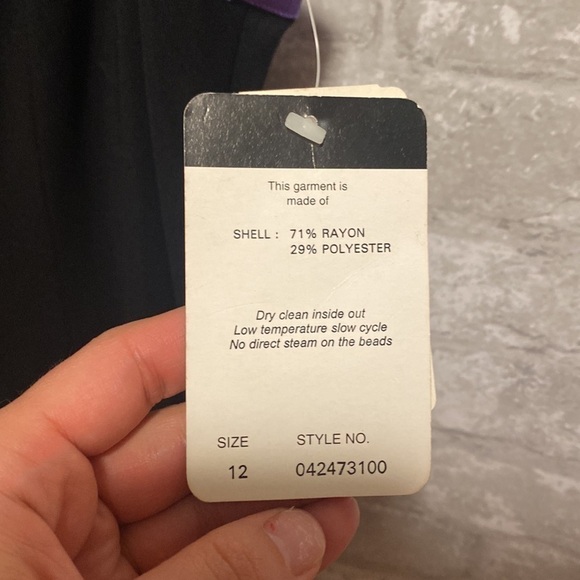 This garment is
made of
SHELL : 71% RAYON
29% POLYESTER
Dry clean inside out
Low temperature slow cycle
No direct steam on the beads
SIZE STYLE NO.
12 042473100